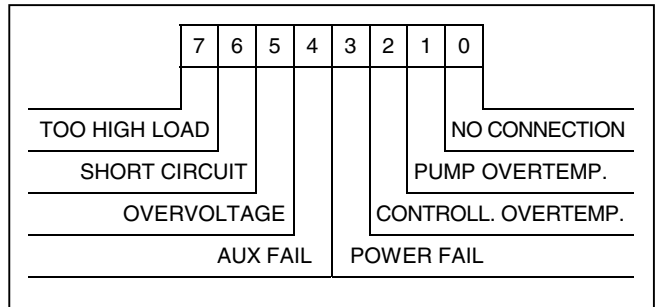 7 6 5 4 3 2 1 0
TOO HIGH LOAD NO CONNECTION
SHORT CIRCUIT PUMP OVERTEMP.
OVERVOLTAGE CONTROLL. OVERTEMP.
AUX FAIL POWER FAIL